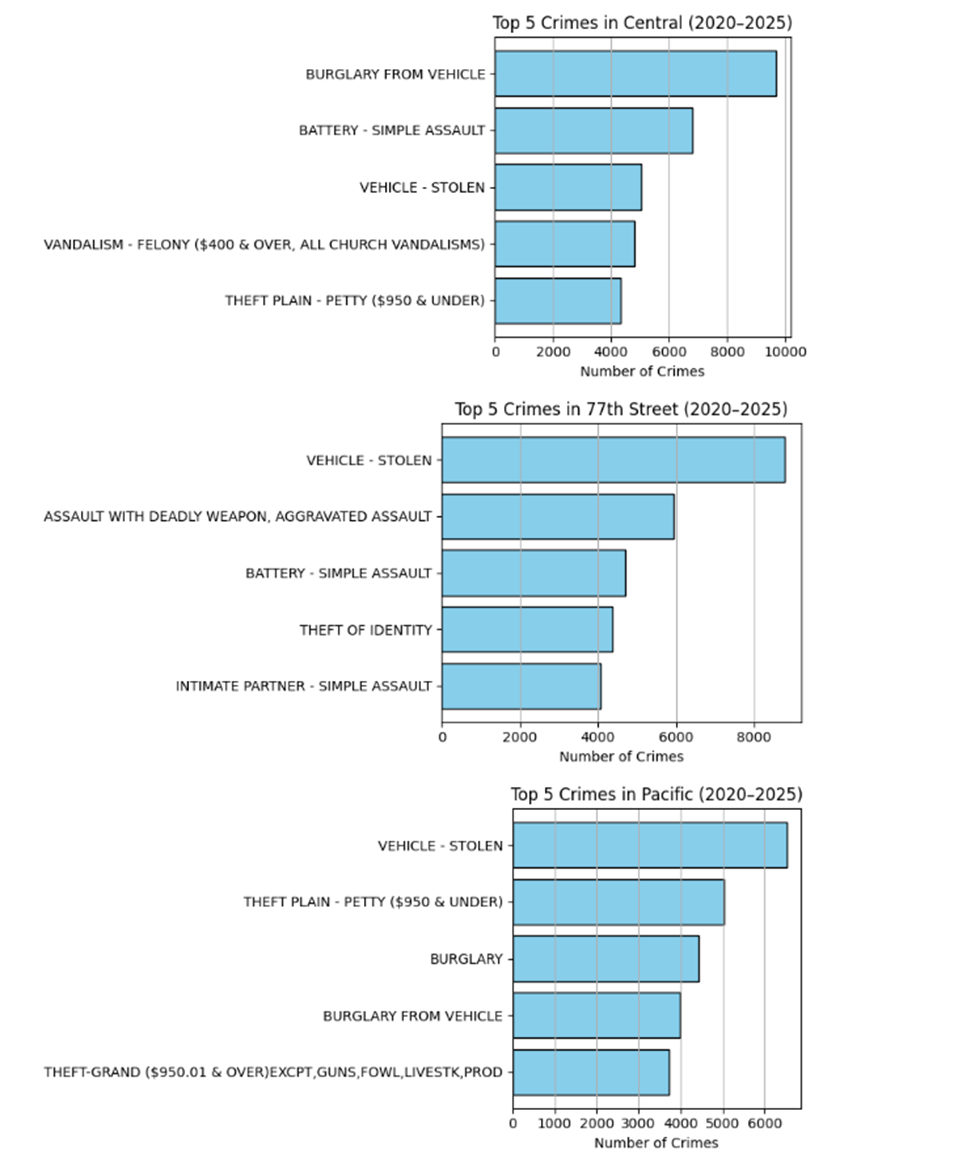 Top 5 Crimes in Central (2020–2025)
BURGLARY FROM VEHICLE
BATTERY - SIMPLE ASSAULT
VEHICLE - STOLEN
VANDALISM - FELONY ($400 & OVER, ALL CHURCH VANDALISMS)
THEFT PLAIN - PETTY ($950 & UNDER)
0 2000 4000 6000 8000 10000
Number of Crimes
Top 5 Crimes in 77th Street (2020–2025)
VEHICLE - STOLEN
ASSAULT WITH DEADLY WEAPON, AGGRAVATED ASSAULT
BATTERY - SIMPLE ASSAULT
THEFT OF IDENTITY
INTIMATE PARTNER - SIMPLE ASSAULT
0 2000 4000 6000 8000
Number of Crimes
Top 5 Crimes in Pacific (2020–2025)
VEHICLE - STOLEN
THEFT PLAIN - PETTY ($950 & UNDER)
BURGLARY
BURGLARY FROM VEHICLE
THEFT-GRAND ($950.01 & OVER)EXCPT,GUNS,FOWL,LIVESTK,PROD
0 1000 2000 3000 4000 5000 6000
Number of Crimes